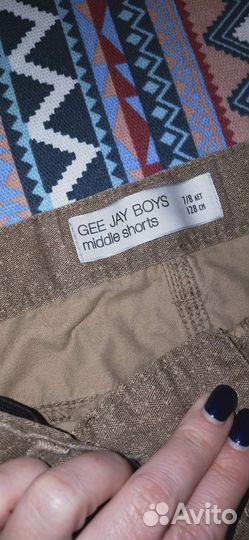 GEE JAY BOYS
middle shorts
7/8 ЛЕТ
128 СМ
Avito